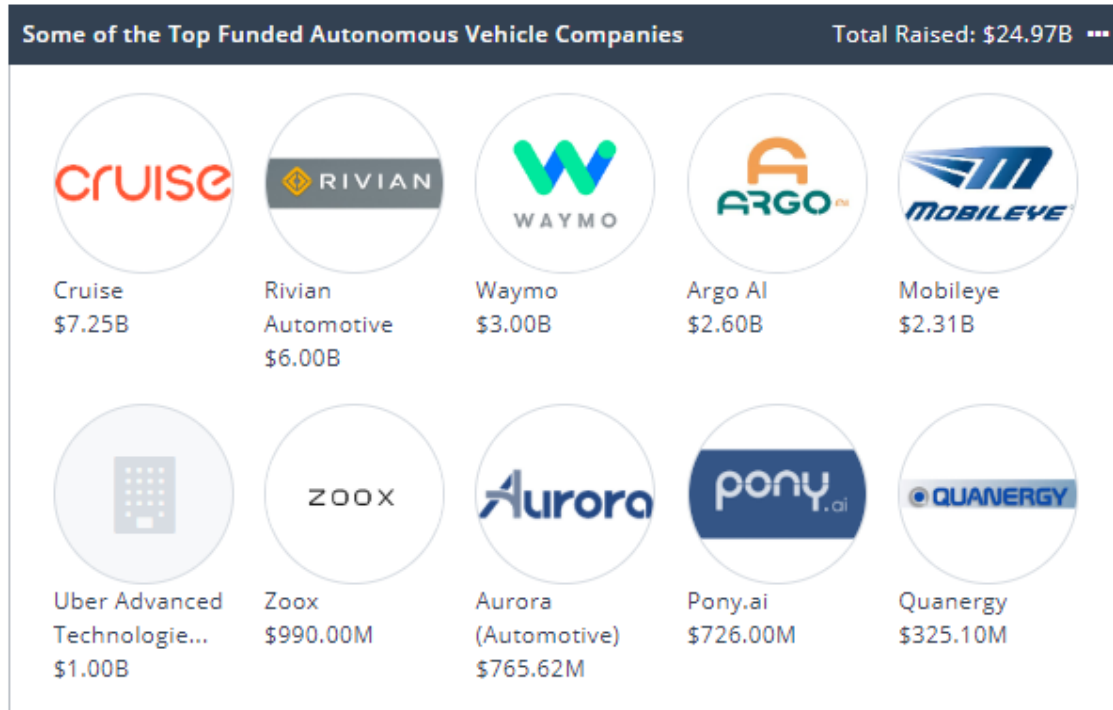 Some of the Top Funded Autonomous Vehicle Companies Total Raised: $24.97B
cruise
RIVIAN
WAYMO
ARGO AI
MOBILEYE
Cruise
$7.25B
Rivian
Automotive
$6.00B
Waymo
$3.00B
Argo AI
$2.60B
Mobileye
$2.31B
ZOOX
Aurora
pony.ai
QUANERGY
Uber Advanced
Technologie...
$1.00B
Zoox
$990.00M
Aurora
(Automotive)
$765.62M
Pony.ai
$726.00M
Quanergy
$325.10M